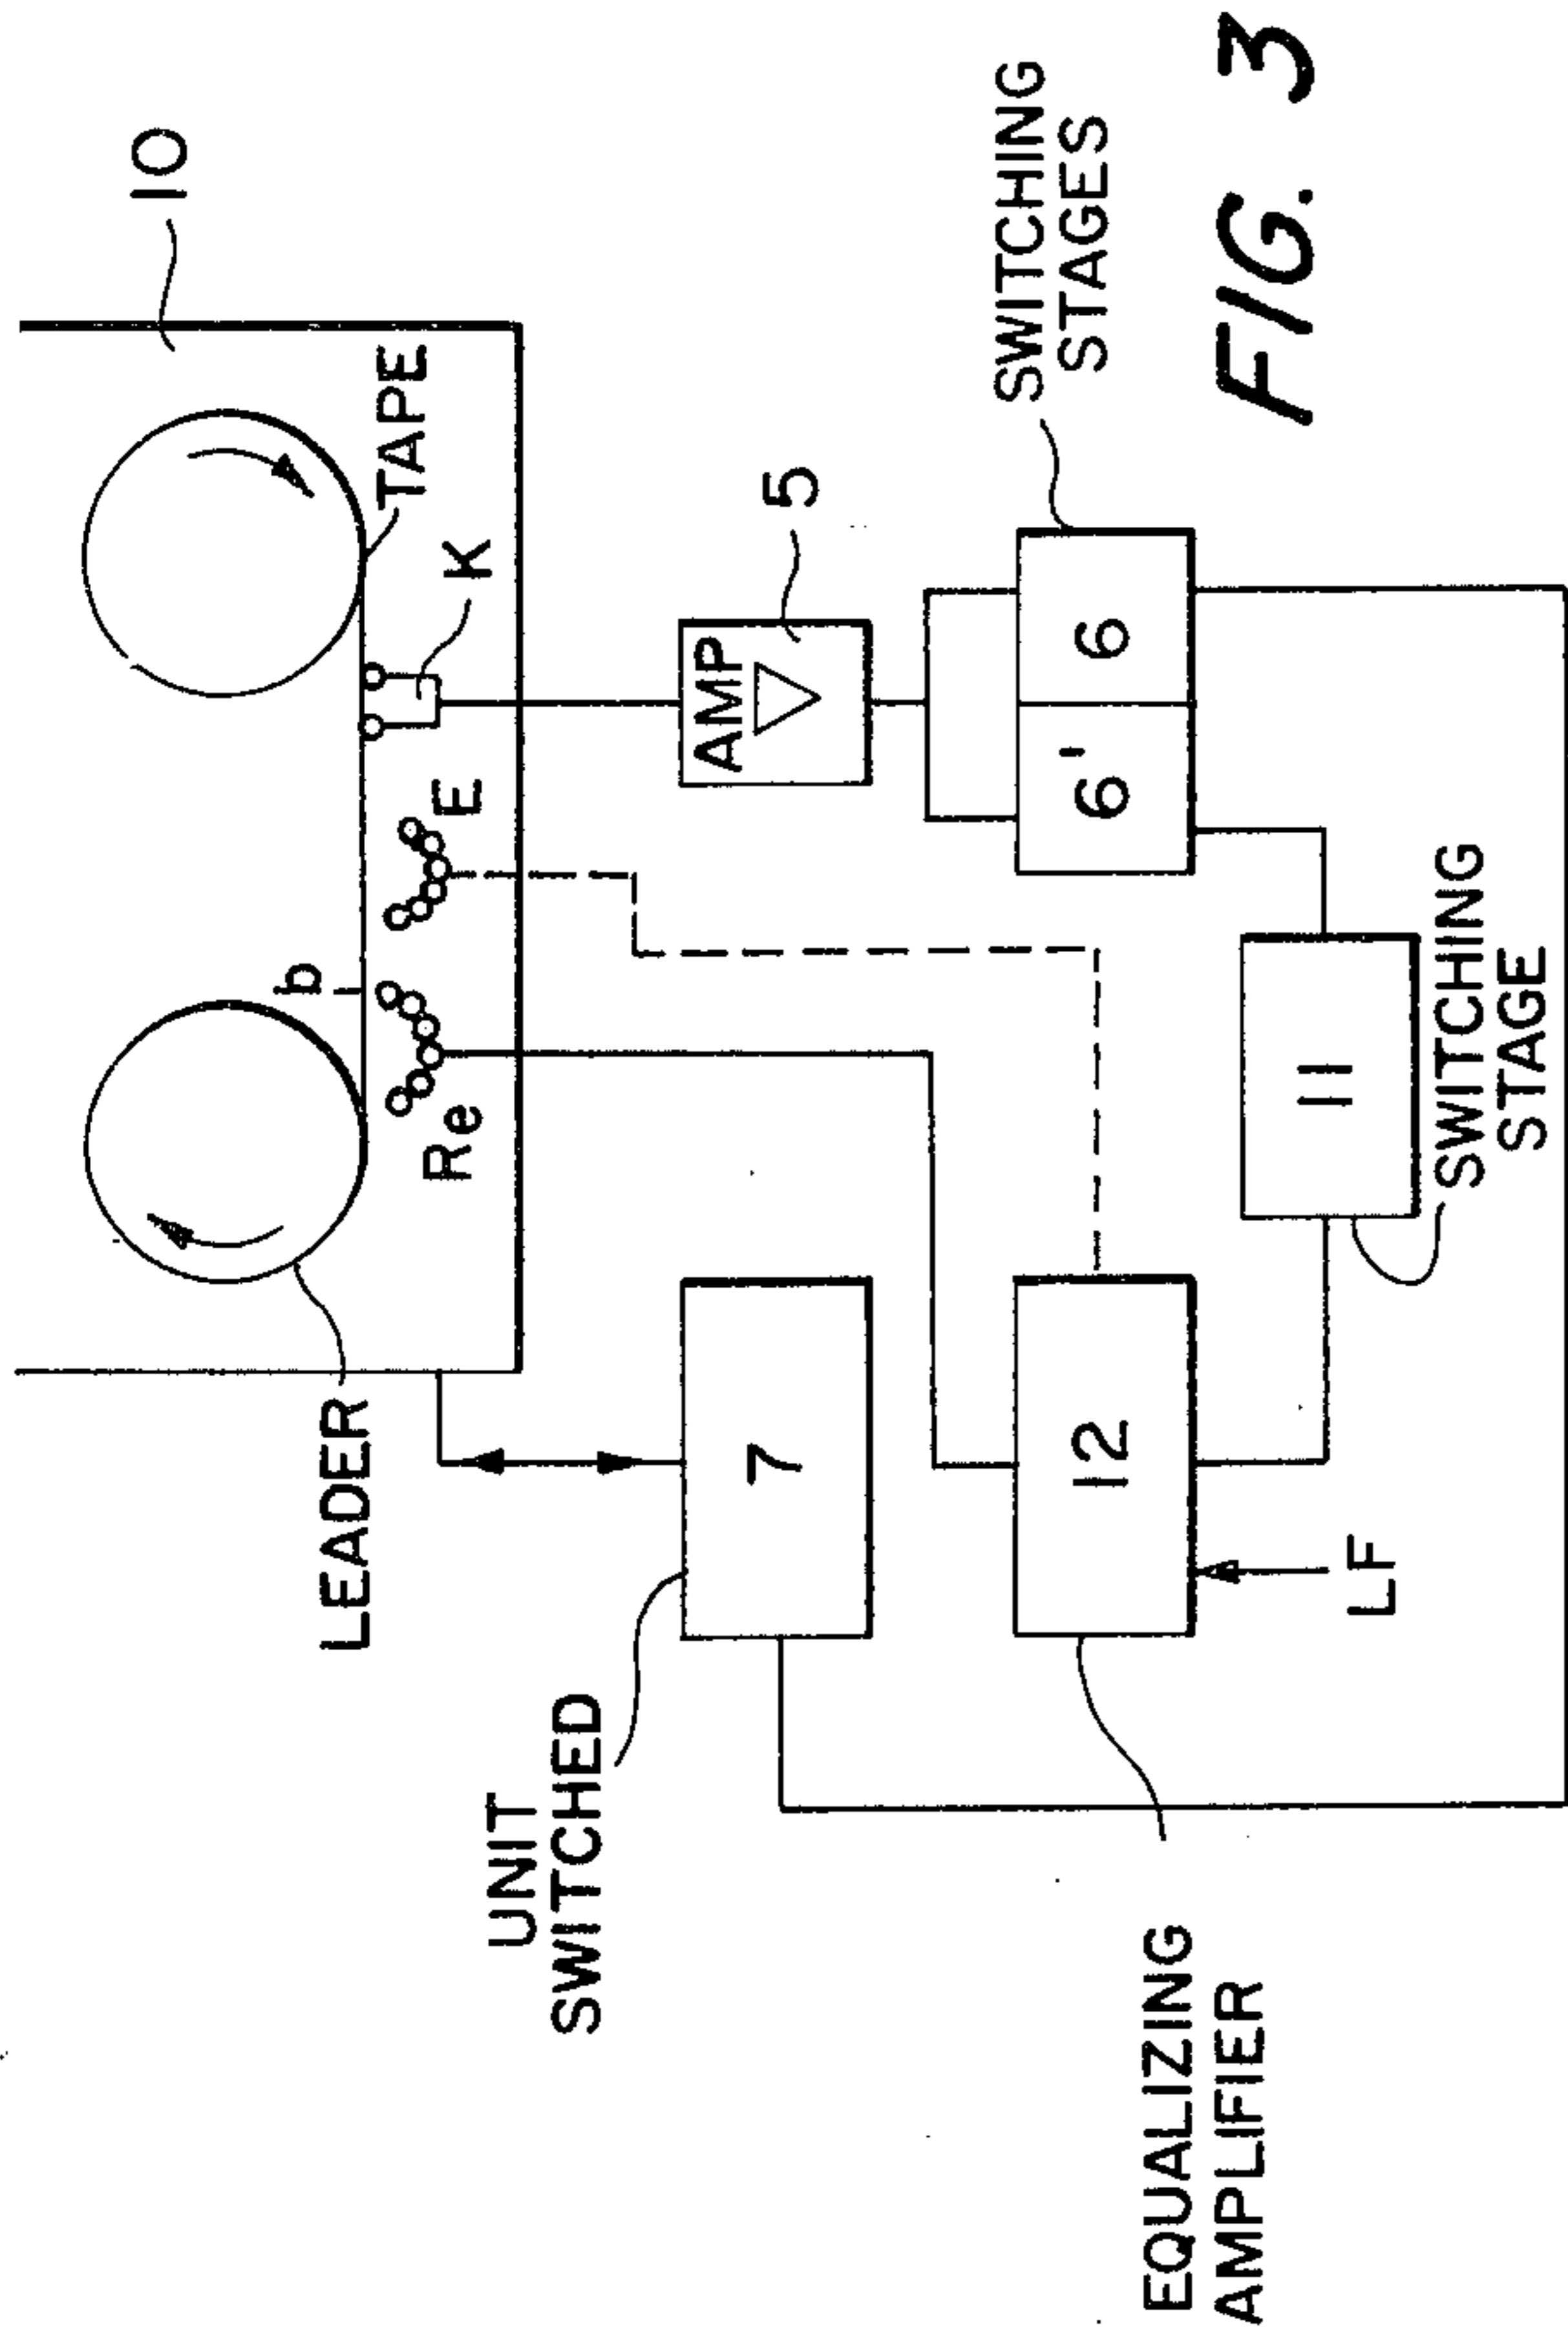 10
LEADER
b
TAPE
Re
E
K
UNIT
SWITCHED
7
AMP
5
EQUALIZING
AMPLIFIER
12
6'
6
SWITCHING
STAGES
LF
11
SWITCHING
STAGE
FIG. 3